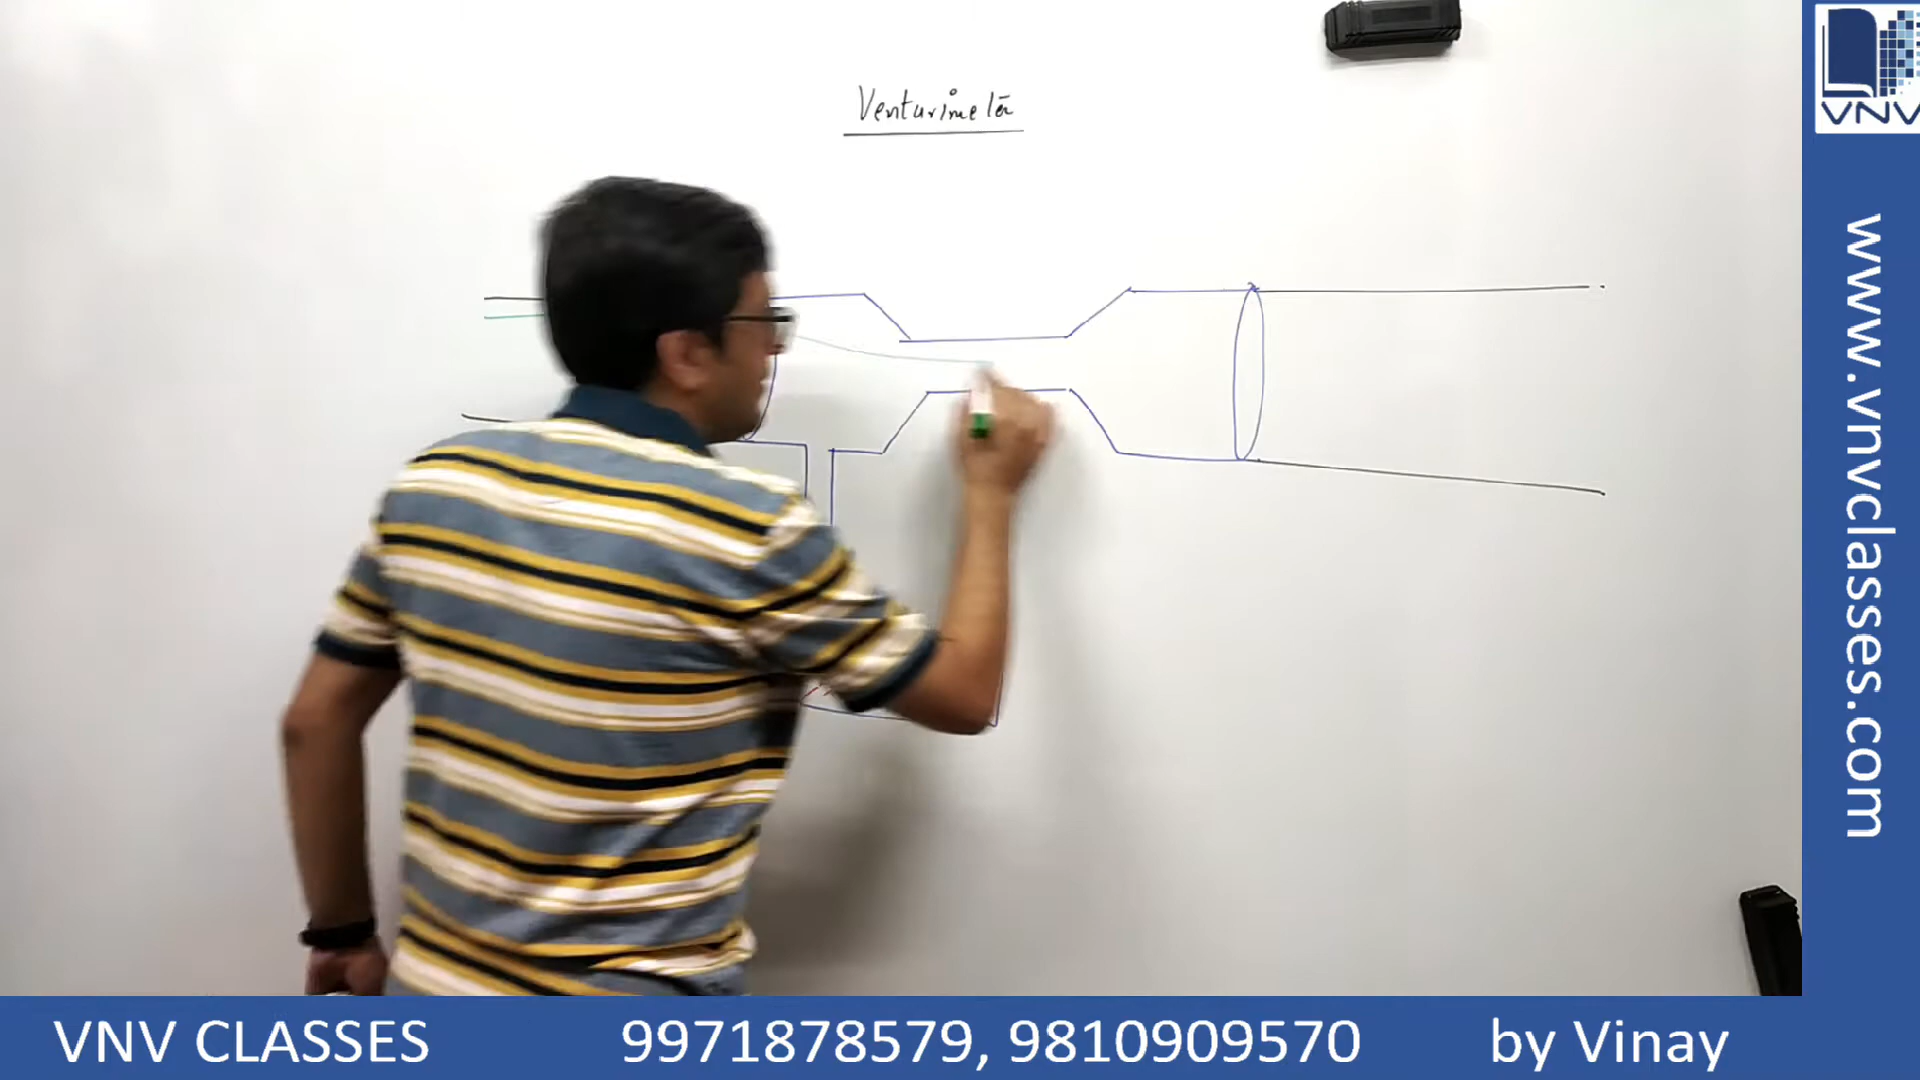 Venturimeter
VNV
www.vnvclasses.com
VNV CLASSES 9971878579, 9810909570 by Vinay